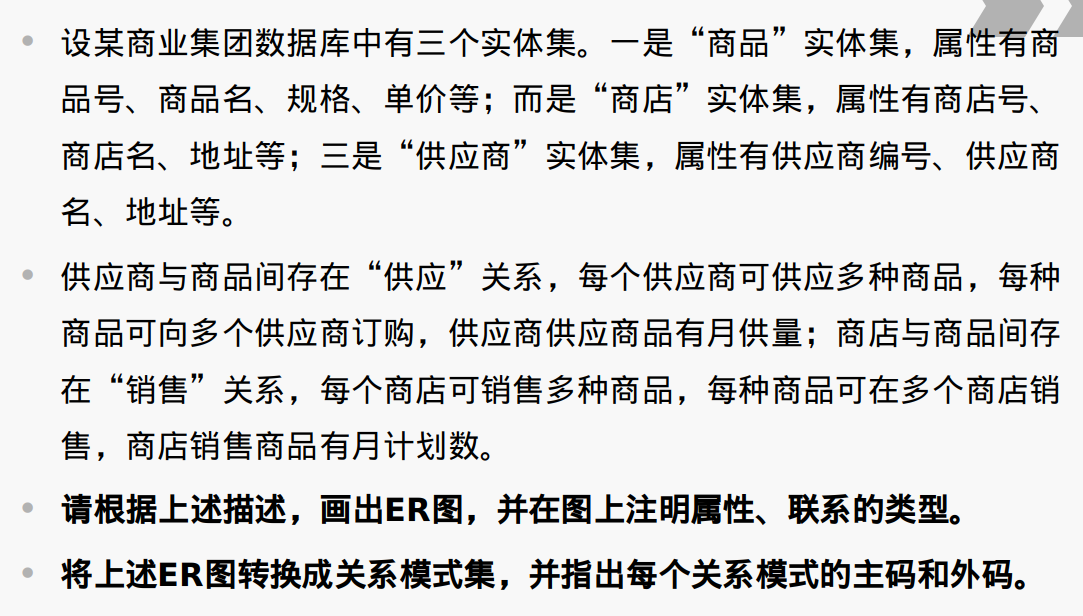 设某商业集团数据库中有三个实体集。一是“商品”实体集，属性有商
品号、商品名、规格、单价等；而是“商店”实体集，属性有商店号、
商店名、地址等；三是“供应商”实体集，属性有供应商编号、供应商
名、地址等。
供应商与商品间存在“供应”关系，每个供应商可供应多种商品，每种
商品可向多个供应商订购，供应商供应商品有月供量；商店与商品间存
在“销售”关系，每个商店可销售多种商品，每种商品可在多个商店销
售，商店销售商品有月计划数。
请根据上述描述，画出ER图，并在图上注明属性、联系的类型。
将上述ER图转换成关系模式集，并指出每个关系模式的主码和外码。